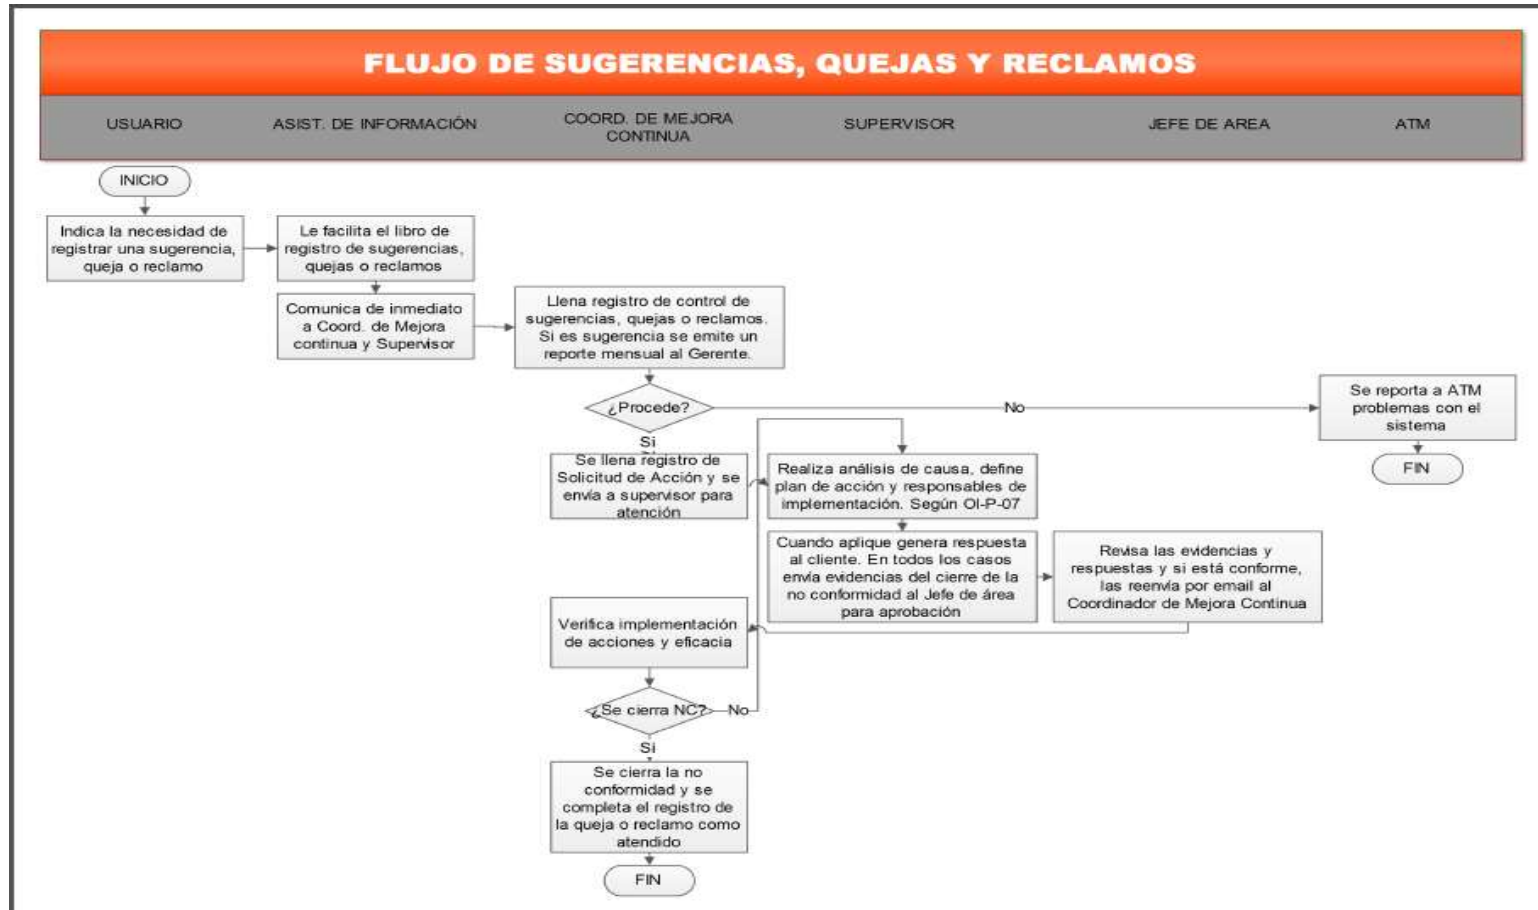 FLUJO DE SUGERENCIAS, QUEJAS Y RECLAMOS
USUARIO
ASIST. DE INFORMACIÓN
COORD. DE MEJORA
CONTINUA
SUPERVISOR
JEFE DE AREA
ATM
INICIO
Indica la necesidad de
registrar una sugerencia,
queja o reclamo
Le facilita el libro de
registro de sugerencias,
quejas o reclamos
Comunica de inmediato
a Coord. de Mejora
continua y Supervisor
Llena registro de control de
sugerencias, quejas o reclamos.
Si es sugerencia se emite un
reporte mensual al Gerente.
¿Procede?
No
Se reporta a ATM
problemas con el
sistema
FIN
Si
Se llena registro de
Solicitud de Acción y se
envía a supervisor para
atención
Realiza análisis de causa, define
plan de acción y responsables de
implementación. Según OI-P-07
Cuando aplique genera respuesta
al cliente. En todos los casos
envía evidencias del cierre de la
no conformidad al Jefe de área
para aprobación
Revisa las evidencias y
respuestas y si está conforme,
las reenvía por email al
Coordinador de Mejora Continua
Verifica implementación
de acciones y eficacia
¿Se cierra NC?
No
Si
Se cierra la no
conformidad y se
completa el registro de
la queja o reclamo como
atendido
FIN